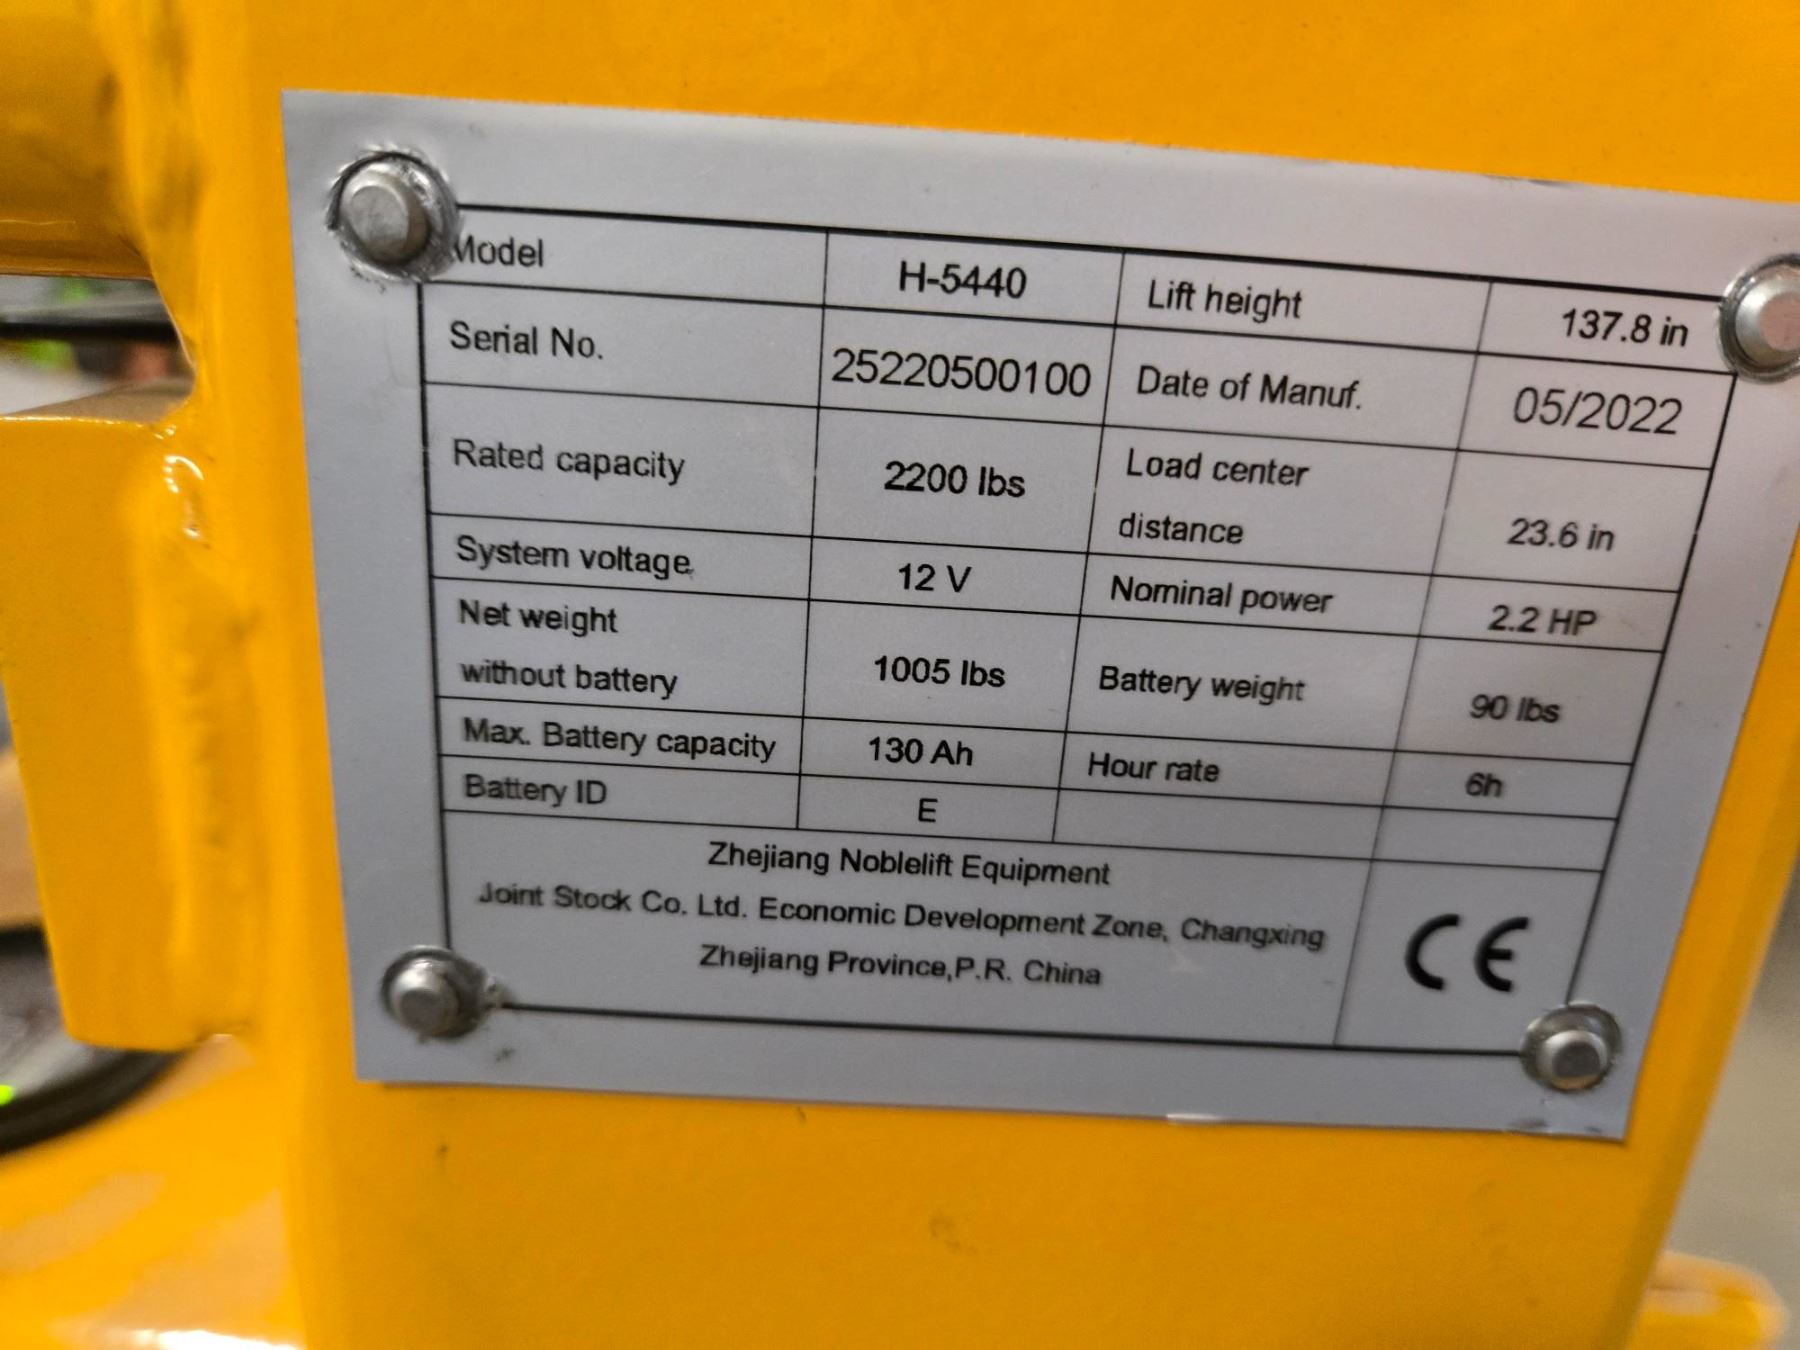 Model H-5440 Lift height 137.8 in
Serial No. 25220500100 Date of Manuf. 05/2022
Rated capacity 2200 lbs Load center
distance 23.6 in
System voltage 12 V Nominal power 2.2 HP
Net weight
without battery 1005 lbs Battery weight 90 lbs
Max. Battery capacity 130 Ah Hour rate 6h
Battery ID E
Zhejiang Noblelift Equipment
Joint Stock Co. Ltd. Economic Development Zone, Changxing
Zhejiang Province,P.R. China
CE